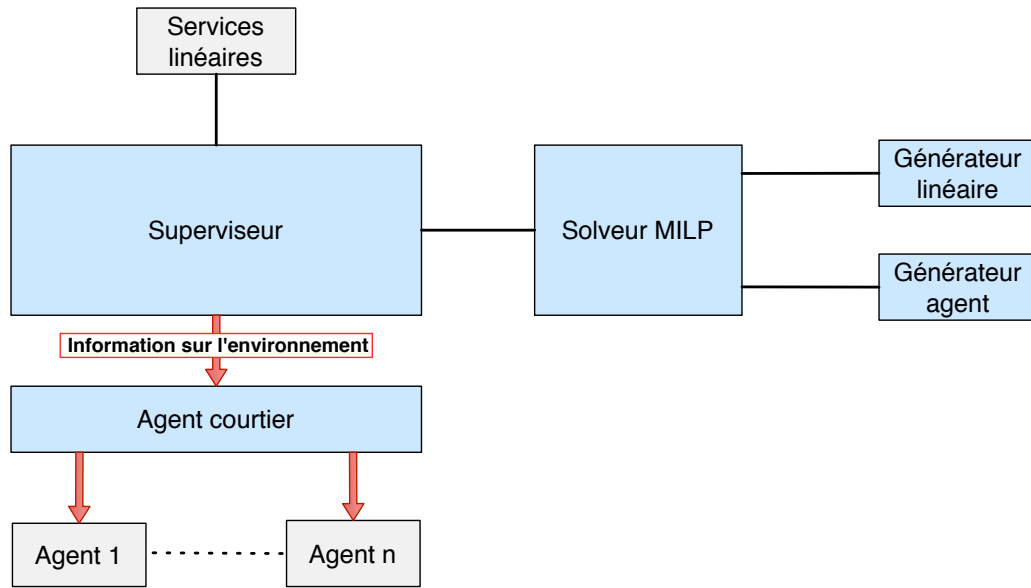 Services
linéaires
Superviseur
Solveur MILP
Générateur
linéaire
Générateur
agent
Information sur l'environnement
Agent courtier
Agent 1
Agent n